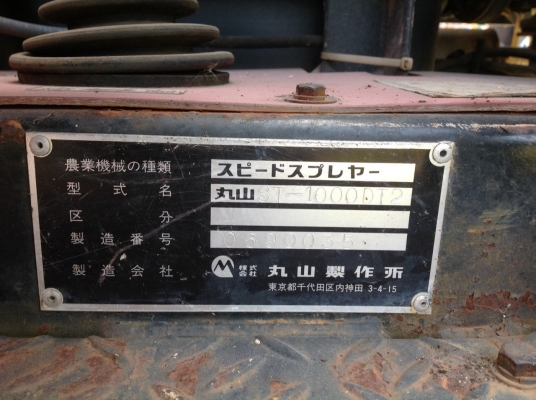 農業機械の種類 スピードスプレヤー
型式名 丸山 ST-1000DT2
区分
製造番号
製造会社 株式会社 丸山製作所
東京都千代田区内神田 3-4-15